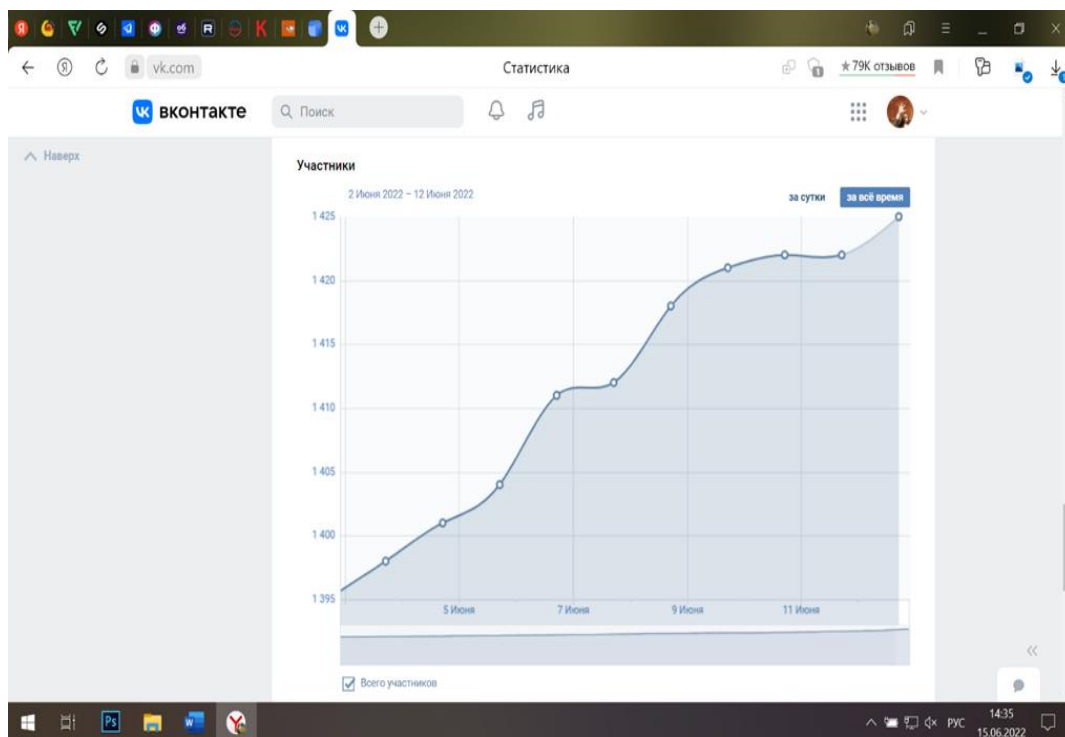 vk.com
Статистика
★ 79K отзывов
вконтакте
Поиск
Наверх
Участники
2 Июня 2022 – 12 Июня 2022
за сутки
за всё время
1 425
1 420
1 415
1 410
1 405
1 400
1 395
5 Июня
7 Июня
9 Июня
11 Июня
Всего участников
14:35
РУС
15.06.2022